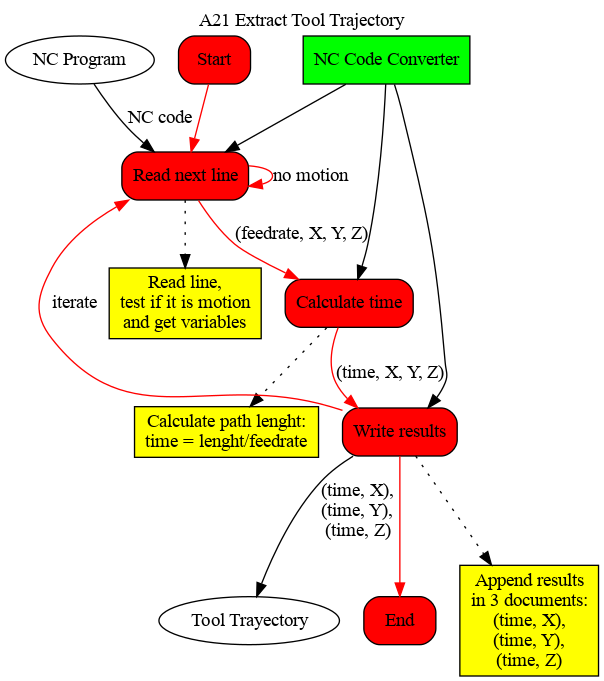 A21 Extract Tool Trajectory
NC Program
Start
NC Code Converter
NC code
Read next line
no motion
(feedrate, X, Y, Z)
Read line,
test if it is motion
and get variables
iterate
Calculate time
(time, X, Y, Z)
Calculate path lenght:
time = lenght/feedrate
Write results
(time, X),
(time, Y),
(time, Z)
Tool Trayectory
End
Append results
in 3 documents:
(time, X),
(time, Y),
(time, Z)